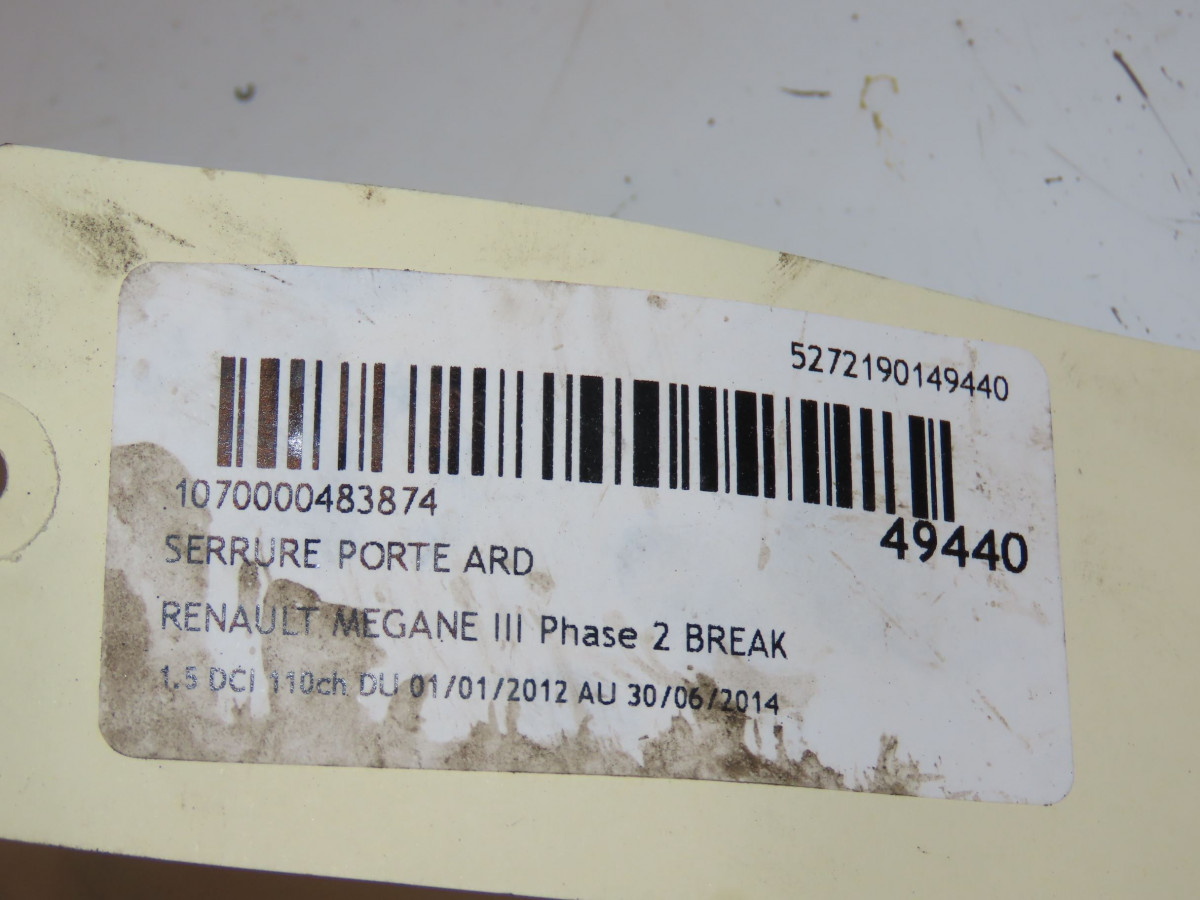 5272190149440
1070000483874
49440
SERRURE PORTE ARD
RENAULT MEGANE III Phase 2 BREAK
1.5 DCI 110ch DU 01/01/2012 AU 30/06/2014